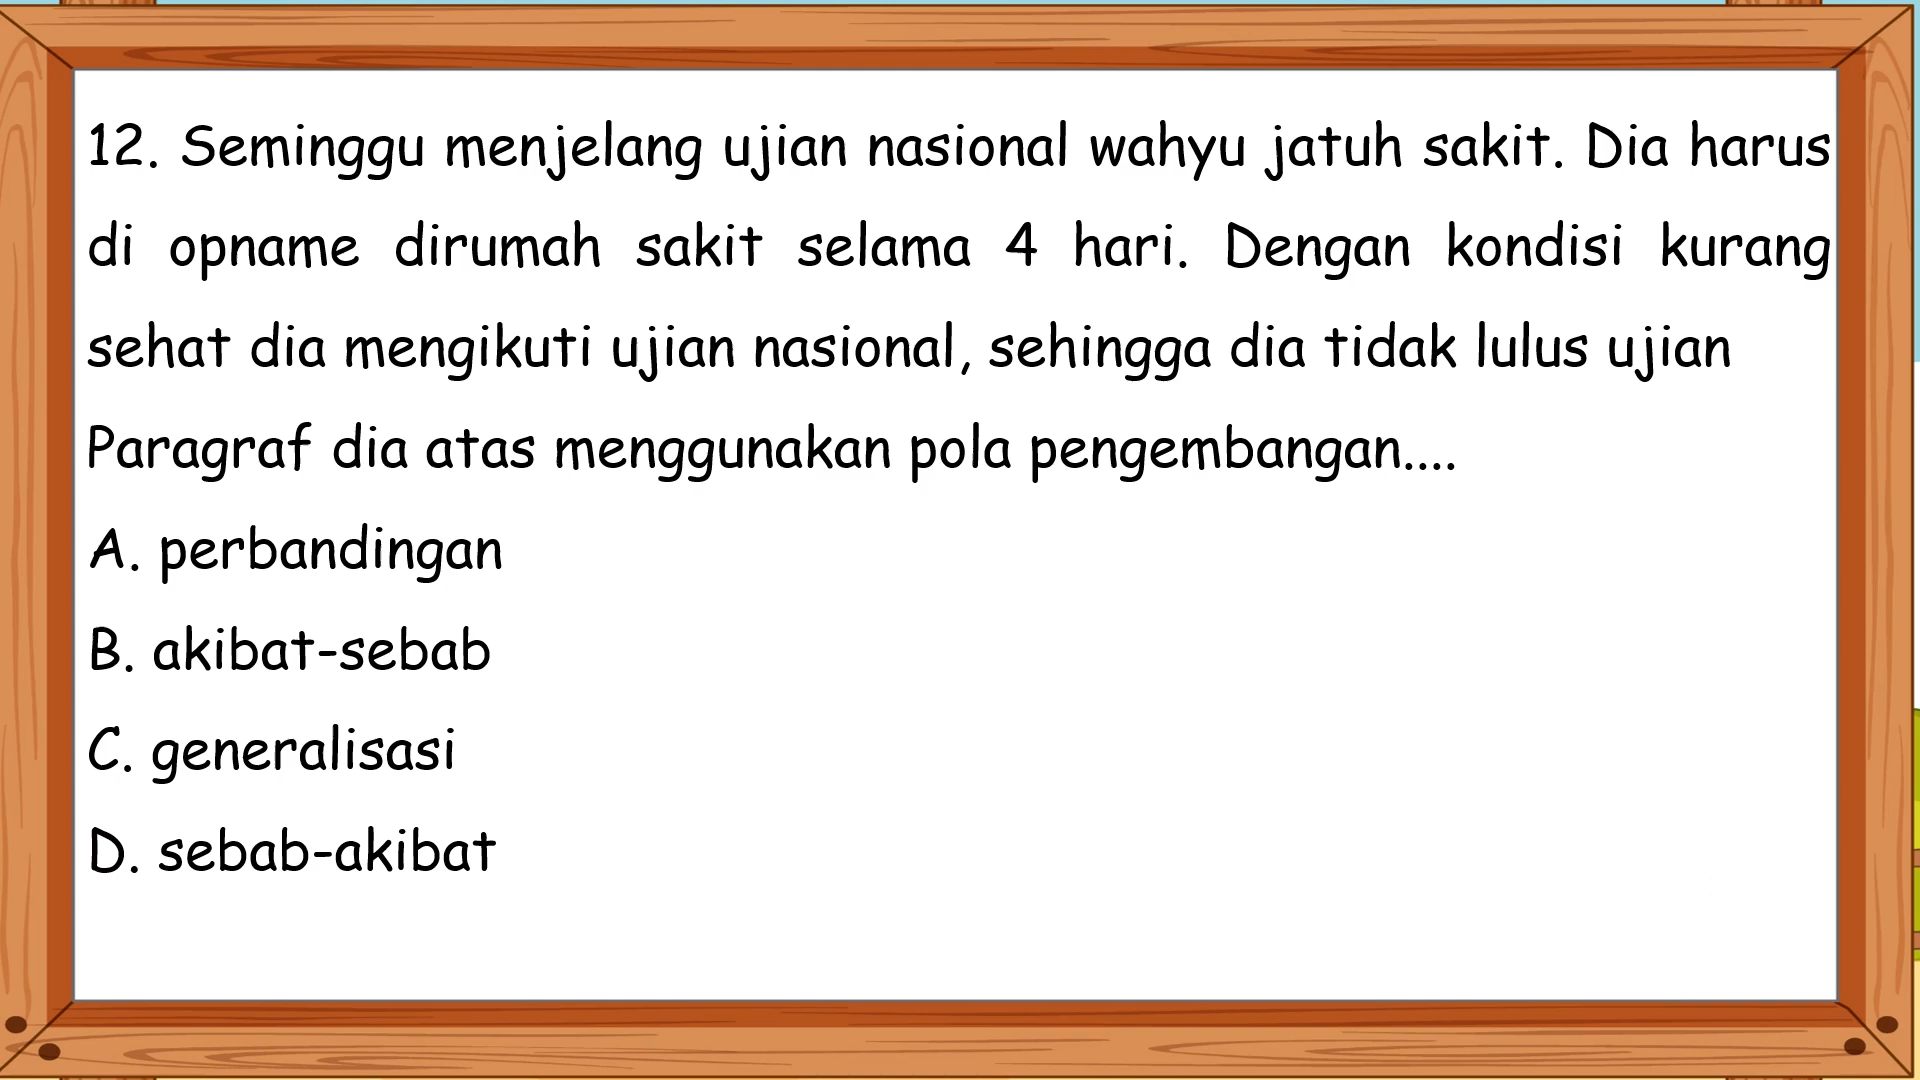 12. Seminggu menjelang ujian nasional wahyu jatuh sakit. Dia harus
di opname dirumah sakit selama 4 hari. Dengan kondisi kurang
sehat dia mengikuti ujian nasional, sehingga dia tidak lulus ujian
Paragraf dia atas menggunakan pola pengembangan....
A. perbandingan
B. akibat-sebab
C. generalisasi
D. sebab-akibat